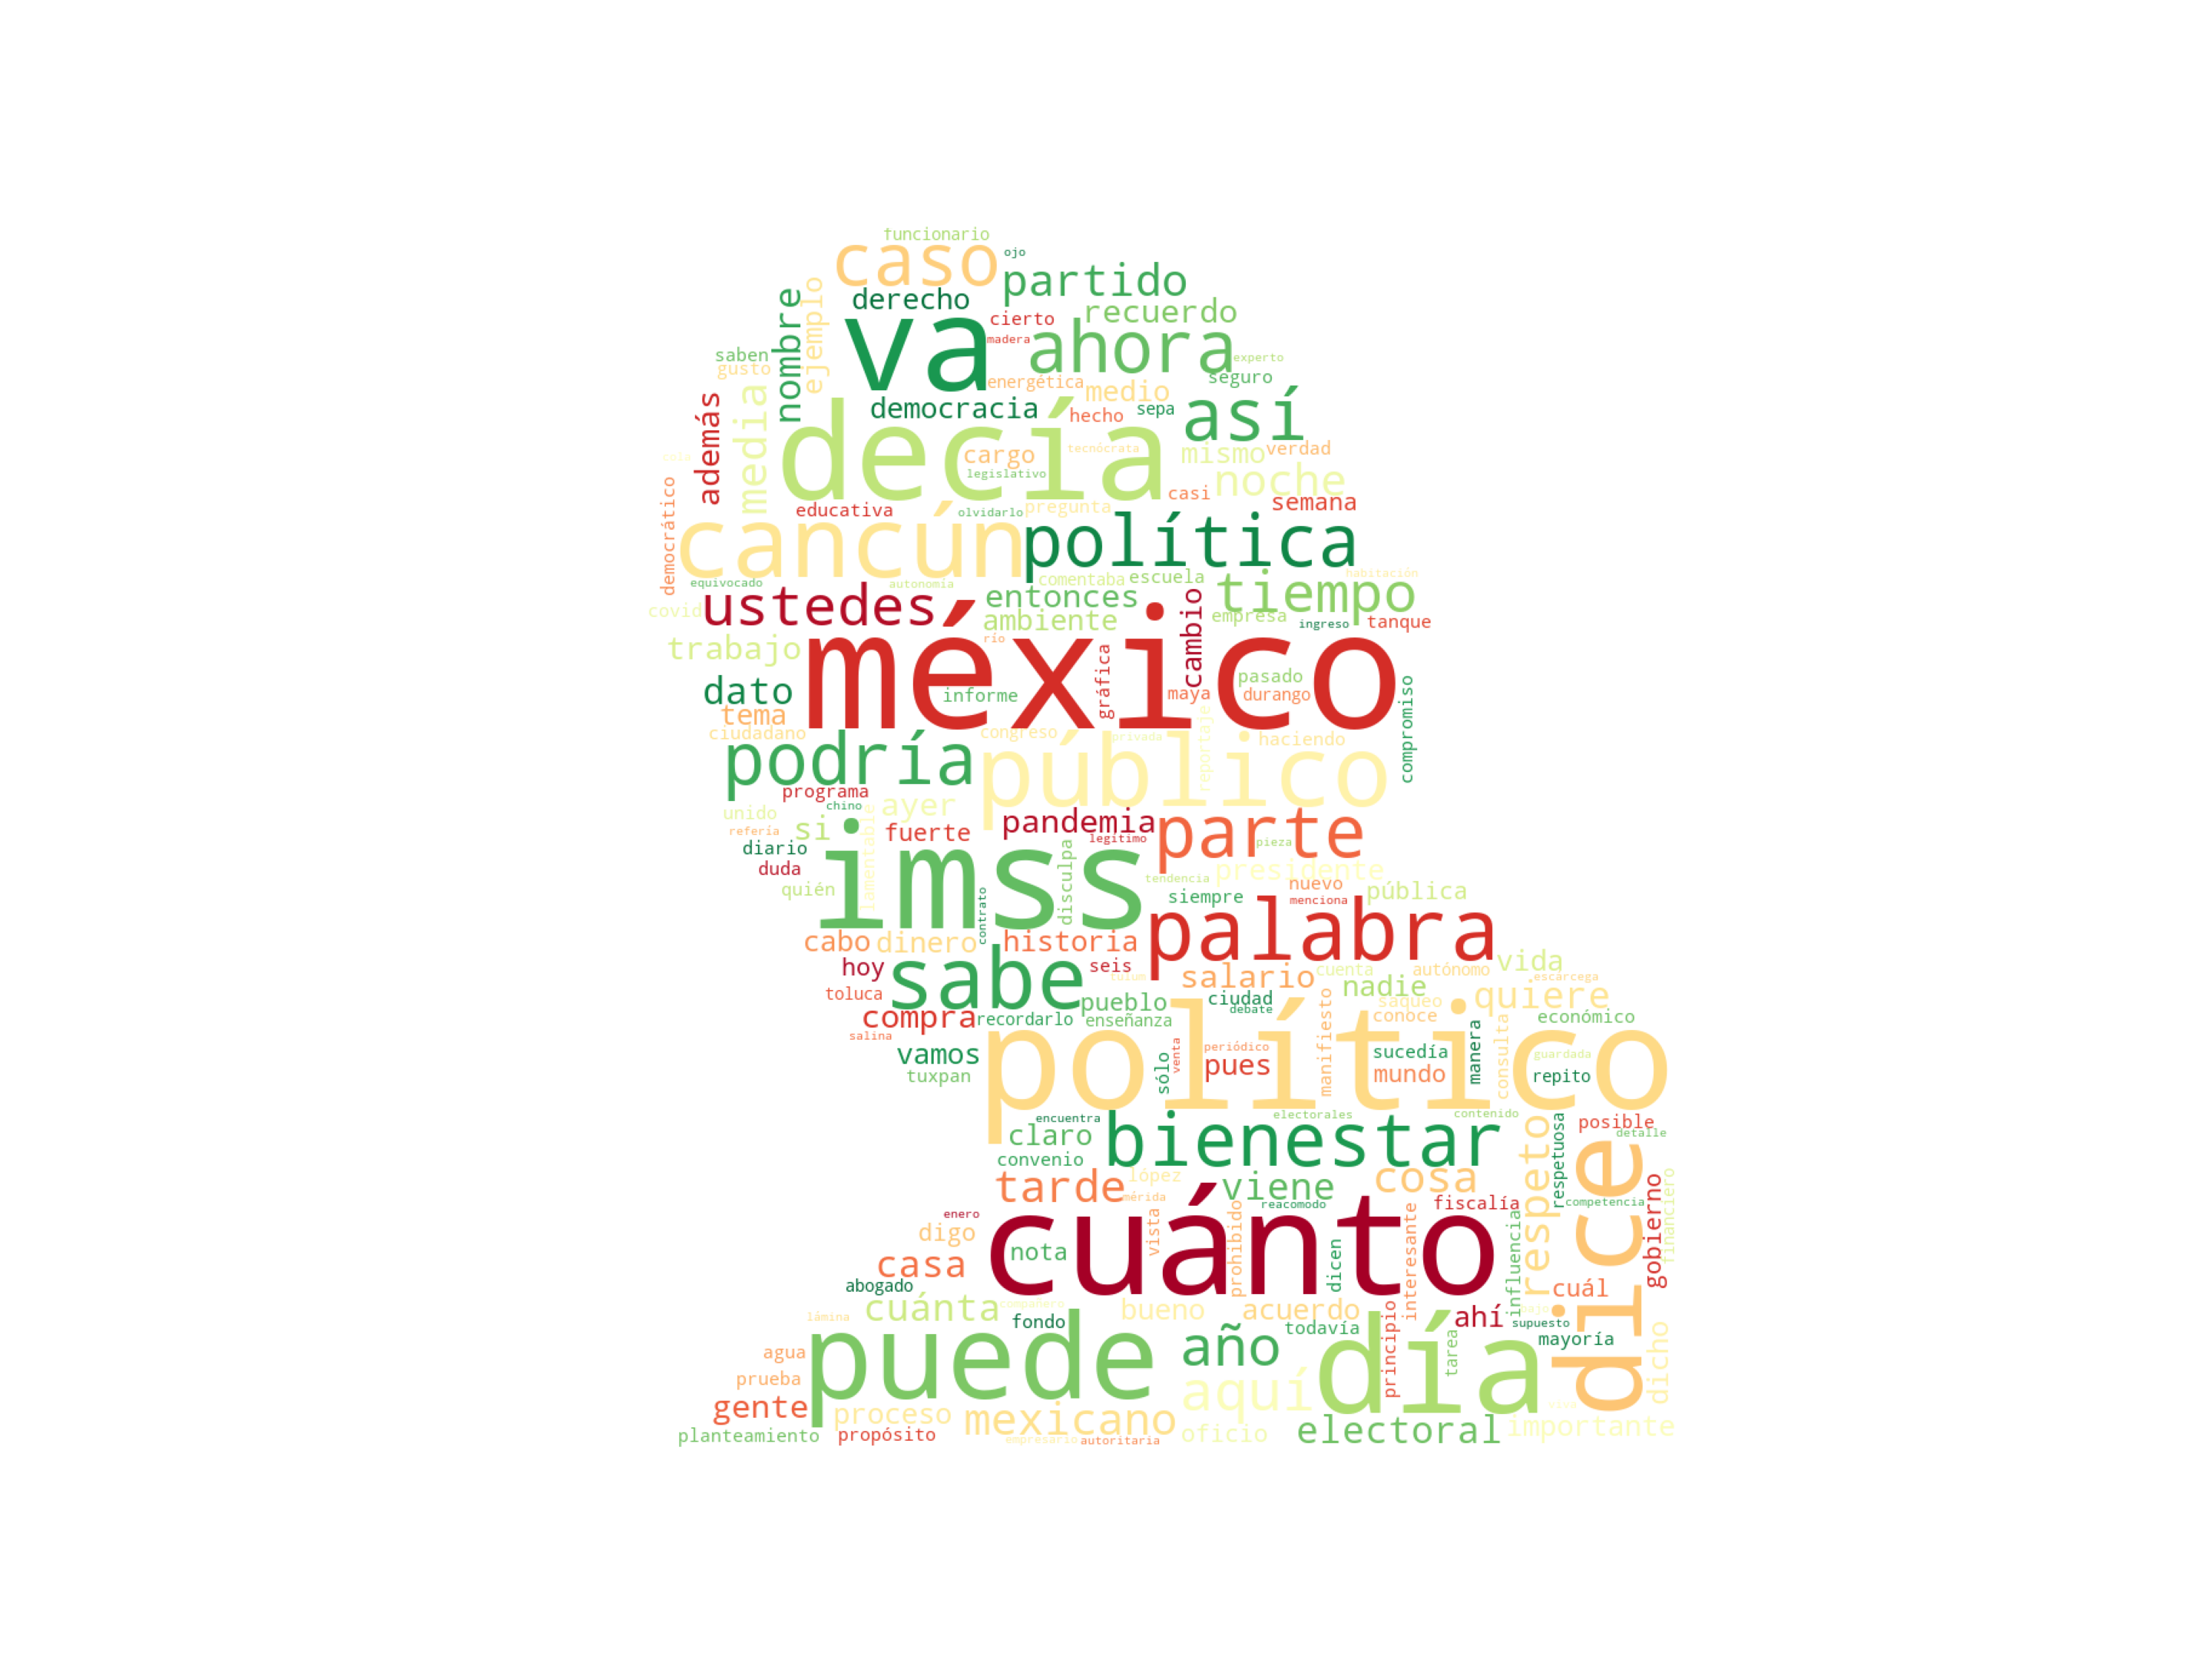 funcionario
caso
ojo
partido
derecho
nombre
ejemplo
recuerdo
va
cierto
madera
ahora
saben
gusto
experto
seguro
energética
medio
además
media
democracia
hecho
sepa
así
decía
cargo
tecnócrata
legislativo
mismo
verdad
noche
casi
semana
democrático
educativa
olvidarlo
pregunta
cancún
política
equivocado
autonomía
comentaba
escuela
habitación
tiempo
covid
ustedes
entonces
ambiente
cambio
empresa
ingreso
tanque
trabajo
río
méxico
gráfica
dato
informe
maya
pasado
durango
compromiso
tema
ciudadano
congreso
privada
reportaje
haciendo
podría
público
programa
chino
ayer
unido
referia
si
lamentable
fuerte
pandemia
legitimo
parte
pieza
diario
duda
quién
imss
disculpa
tendencia
presidente
nuevo
menciona
pública
siempre
contrato
palabra
cabo
dinero
historia
hoy
sabe
seis
tulum
salario
cuenta
autónomo
vida
escárcega
toluca
pueblo
ciudad
debate
nadie
saqueo
quiere
compra
recordarlo
enseñanza
conoce
económico
salina
político
vamos
tuxpan
sólo
venta
periódico
pues
manifiesto
sucedía
mundo
manera
consulta
guardada
repito
encuentra
claro
convenio
bienestar
electorales
contenido
respeto
respetuosa
posible
detalle
dice
tarde
lópez
mérida
viene
reacomodo
cosa
fiscalía
competencia
gobierno
financiero
enero
digo
casa
cuánto
nota
vista
prohibido
dicen
interesante
influencia
cuál
abogado
cuánta
compañero
fondo
bueno
acuerdo
todavía
principio
ahí
supuesto
mayoría
lámina
puede
año
día
tarea
dicho
agua
prueba
aquí
gente
proceso
mexicano
viva
planteamiento
propósito
empresario
autoritaria
oficio
electoral
importante